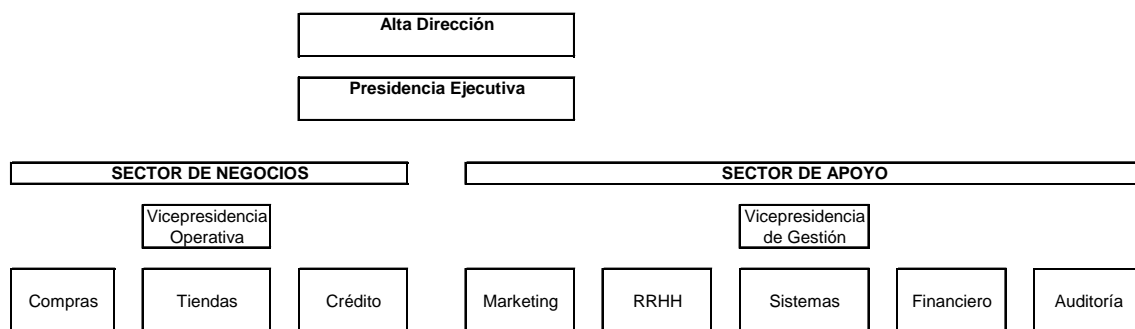 Alta Dirección
Presidencia Ejecutiva
SECTOR DE NEGOCIOS
SECTOR DE APOYO
Vicepresidencia
Operativa
Vicepresidencia
de Gestión
Compras
Tiendas
Crédito
Marketing
RRHH
Sistemas
Financiero
Auditoría